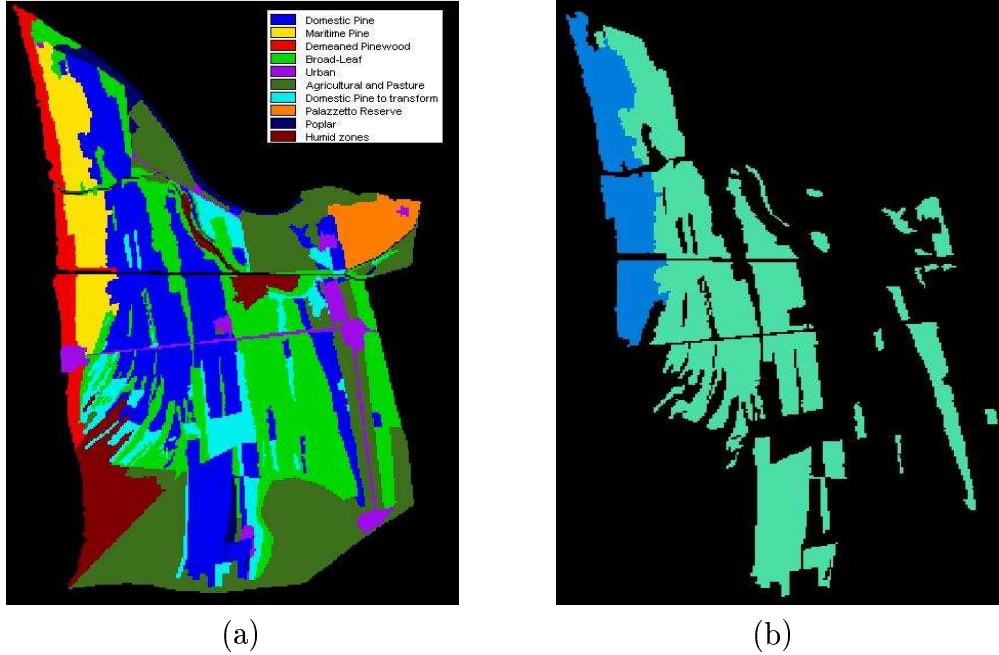 Domestic Pine
Maritime Pine
Demeaned Pinewood
Broad-Leaf
Urban
Agricultural and Pasture
Domestic Pine to transform
Palazzetto Reserve
Poplar
Humid zones
(a)
(b)